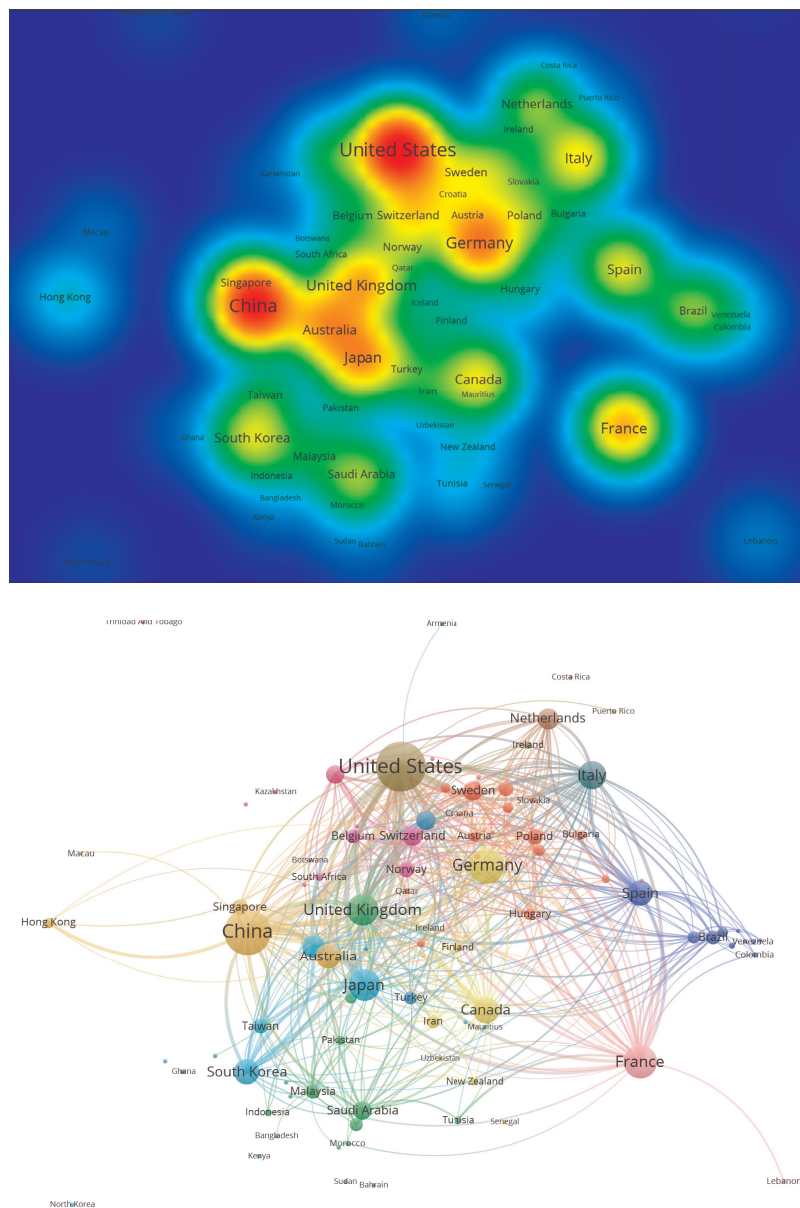 Costa Rica
Netherlands
Puerto Rico
Ireland
United States
Italy
Sweden
Kazakhstan
Slovakia
Croatia
Belgium
Switzerland
Austria
Poland
Bulgaria
Macau
Botswana
Norway
Germany
South Africa
Qatar
Spain
Singapore
United Kingdom
Hungary
Hong Kong
China
Iceland
Brazil
Venezuela
Finland
Colombia
Australia
Japan
Turkey
Canada
Iran
Mauritius
Taiwan
Pakistan
Uzbekistan
France
Ghana
South Korea
New Zealand
Malaysia
Indonesia
Saudi Arabia
Tunisia
Senegal
Bangladesh
Morocco
Kenya
Sudan
Bahrain
Lebanon
Trinidad And Tobago
Armenia
Costa Rica
Puerto Rico
Netherlands
Ireland
United States
Italy
Kazakhstan
Sweden
Slovakia
Croatia
Belgium
Switzerland
Austria
Poland
Bulgaria
Macau
Botswana
Norway
Germany
South Africa
Qatar
Spain
Singapore
United Kingdom
Hungary
Hong Kong
China
Iceland
Brazil
Venezuela
Finland
Colombia
Australia
Japan
Turkey
Canada
Iran
Mauritius
Taiwan
Pakistan
Uzbekistan
France
Ghana
South Korea
New Zealand
Malaysia
Indonesia
Saudi Arabia
Tunisia
Senegal
Bangladesh
Morocco
Kenya
Sudan
Bahrain
Lebanon
North Korea